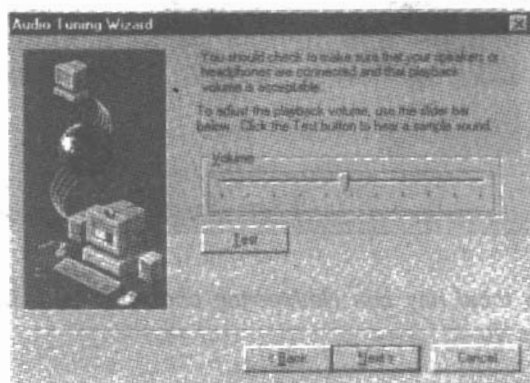 Audio Tuning Wizard
You should check to make sure that your speakers or
headphones are connected and that playback
volume is acceptable.
To adjust the playback volume, use the slider bar
below. Click the Test button to hear a sample sound.
Volume
Test
< Back Next > Cancel